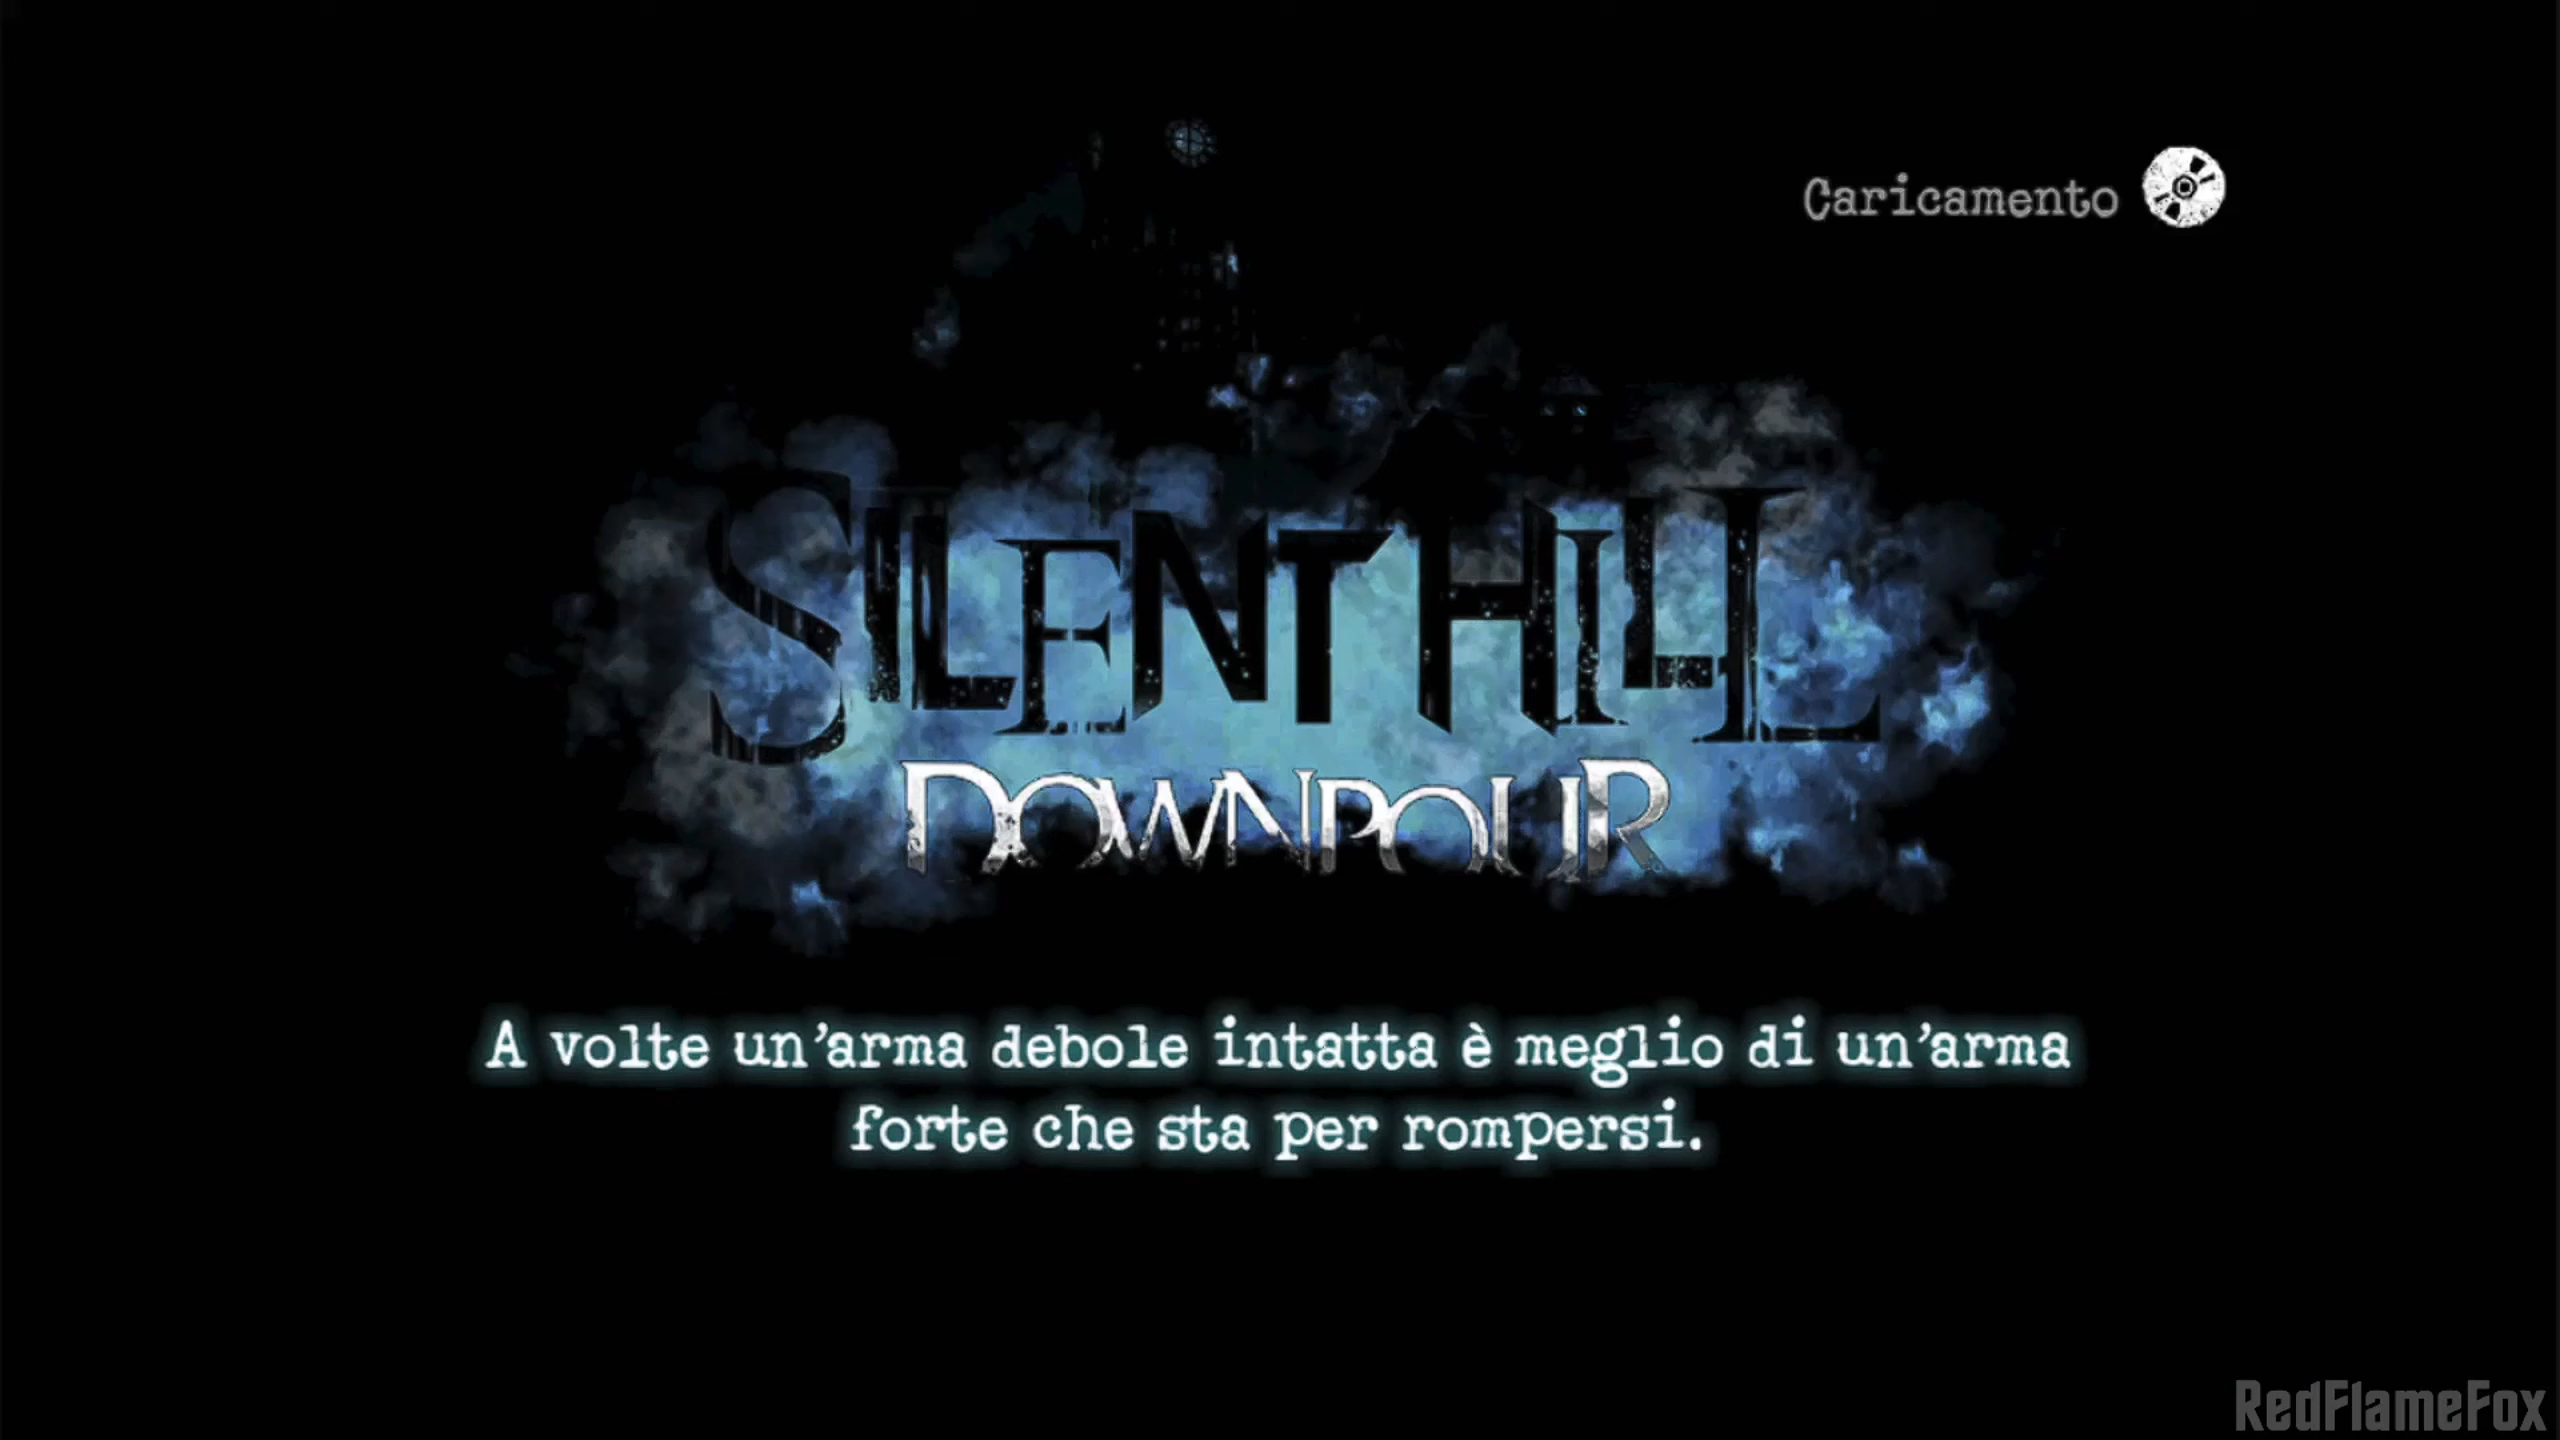 Caricamento
SILENT HILL
DOWNPOUR
A volte un’arma debole intatta è meglio di un’arma
forte che sta per rompersi.
RedFlameFox